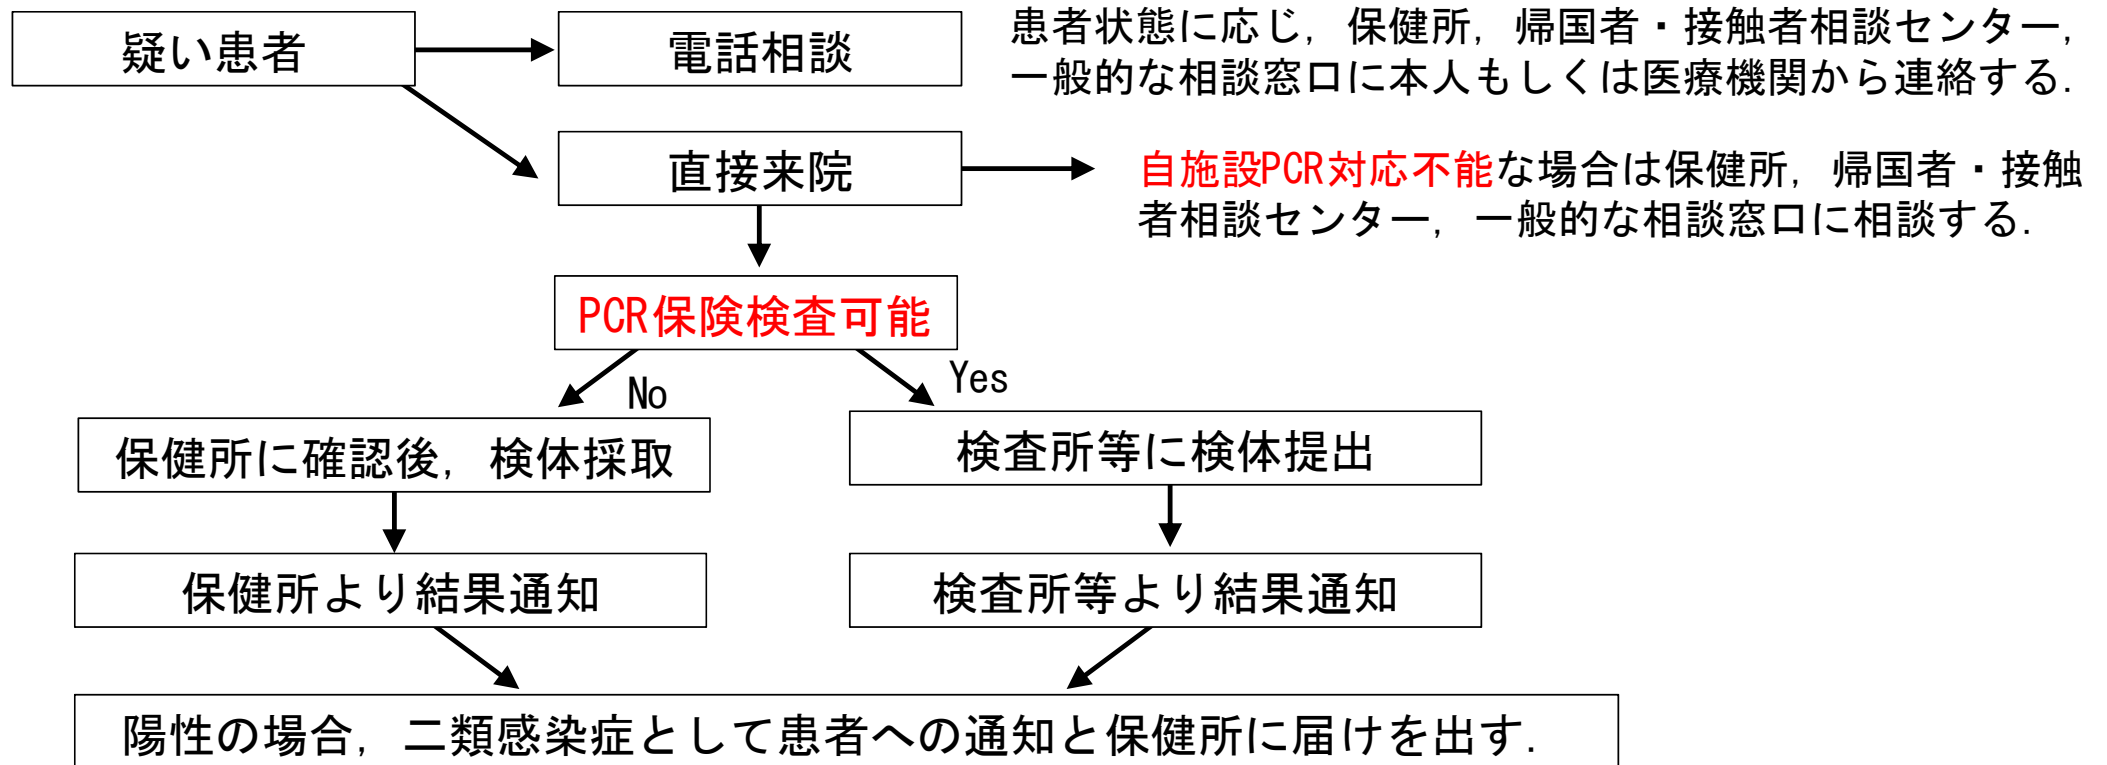 疑い患者
電話相談
患者状態に応じ,保健所,帰国者・接触者相談センター,
一般的な相談窓口に本人もしくは医療機関から連絡する.
直接来院
自施設PCR対応不能な場合は保健所,帰国者・接触
者相談センター,一般的な相談窓口に相談する.
PCR保険検査可能
No
Yes
保健所に確認後,検体採取
検査所等に検体提出
保健所より結果通知
検査所等より結果通知
陽性の場合,二類感染症として患者への通知と保健所に届けを出す.